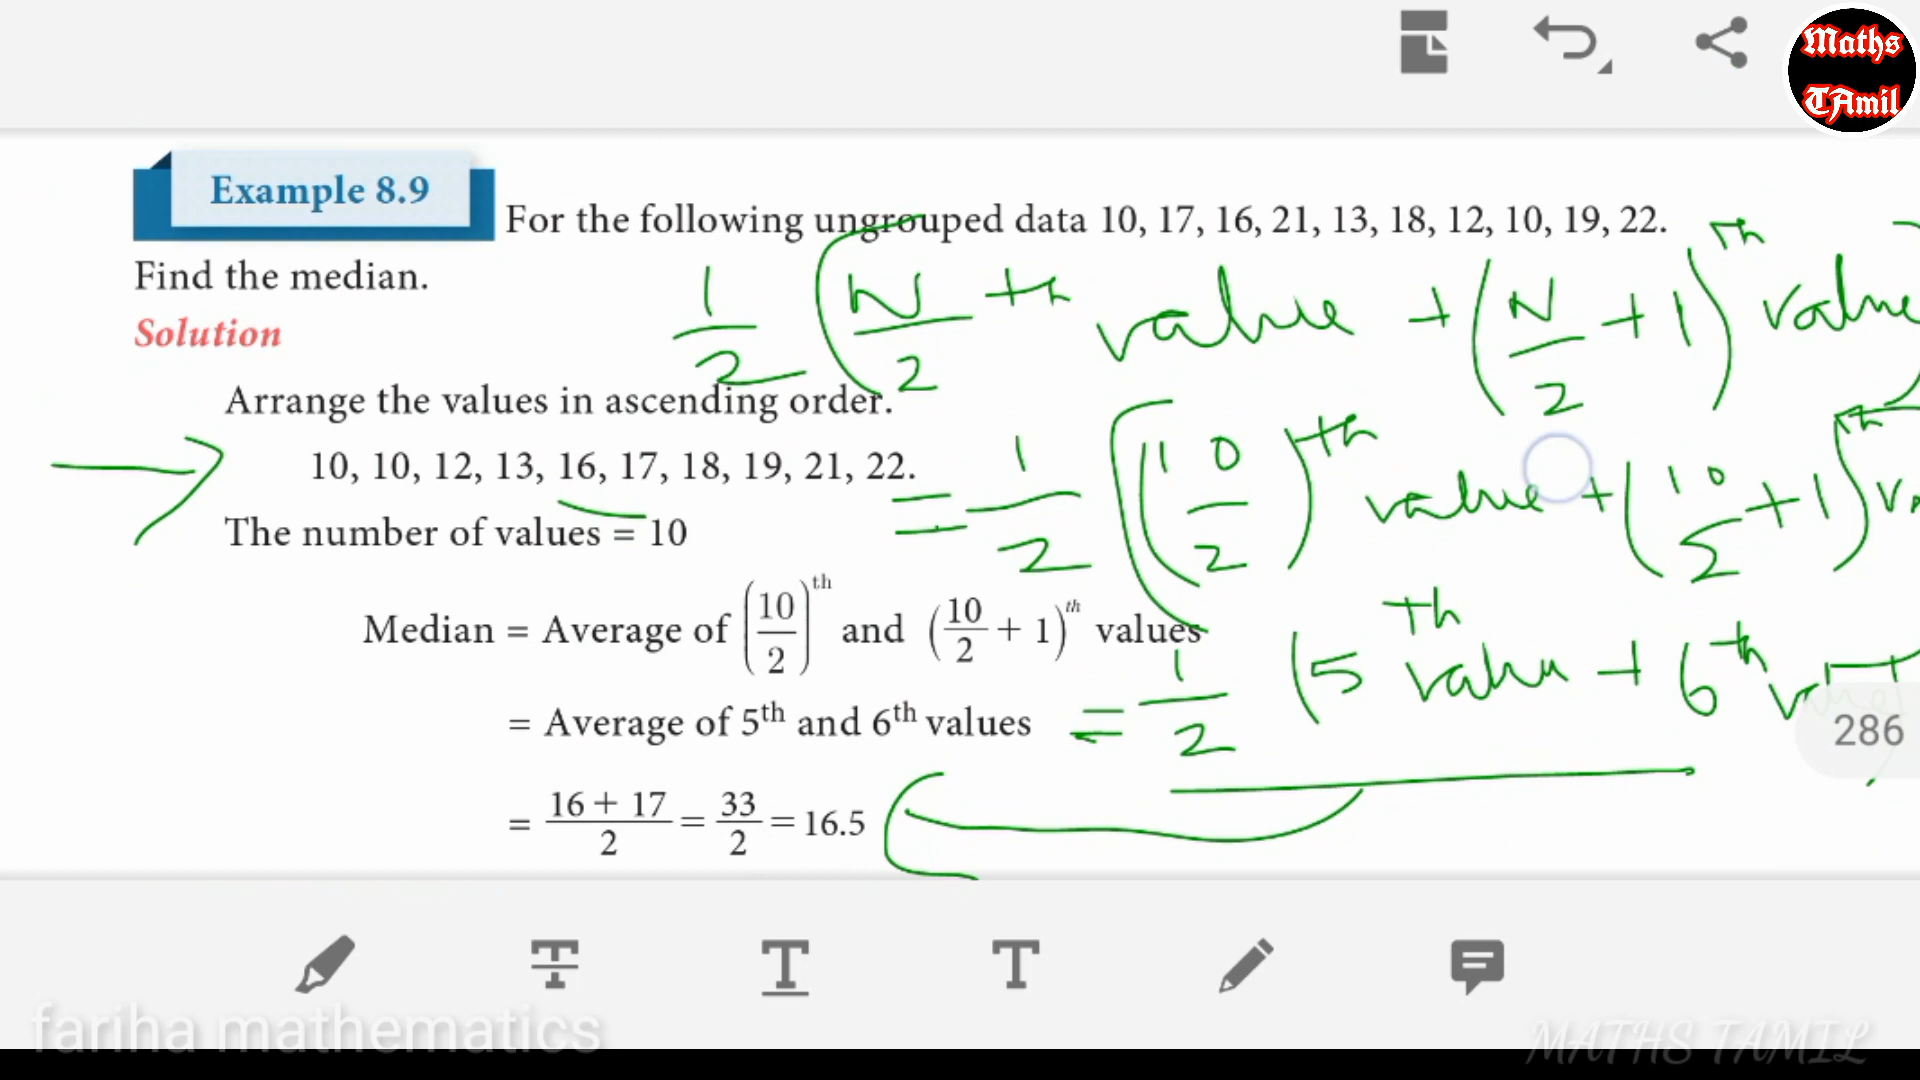 Maths
TAmil
Example 8.9
For the following ungrouped data 10, 17, 16, 21, 13, 18, 12, 10, 19, 22.
Find the median.
Solution
1/2 (N/2 th value + (N/2 + 1)th value
Arrange the values in ascending order.
10, 10, 12, 13, 16, 17, 18, 19, 21, 22.
= 1/2 ((10/2)th value + (10/2 + 1)th
The number of values = 10
Median = Average of (10/2)th and (10/2 + 1)th values
= 1/2 (5th value + 6th
= Average of 5th and 6th values
286
= 16 + 17/2 = 33/2 = 16.5
T T T
fariha mathematics
MATHS TAMIL